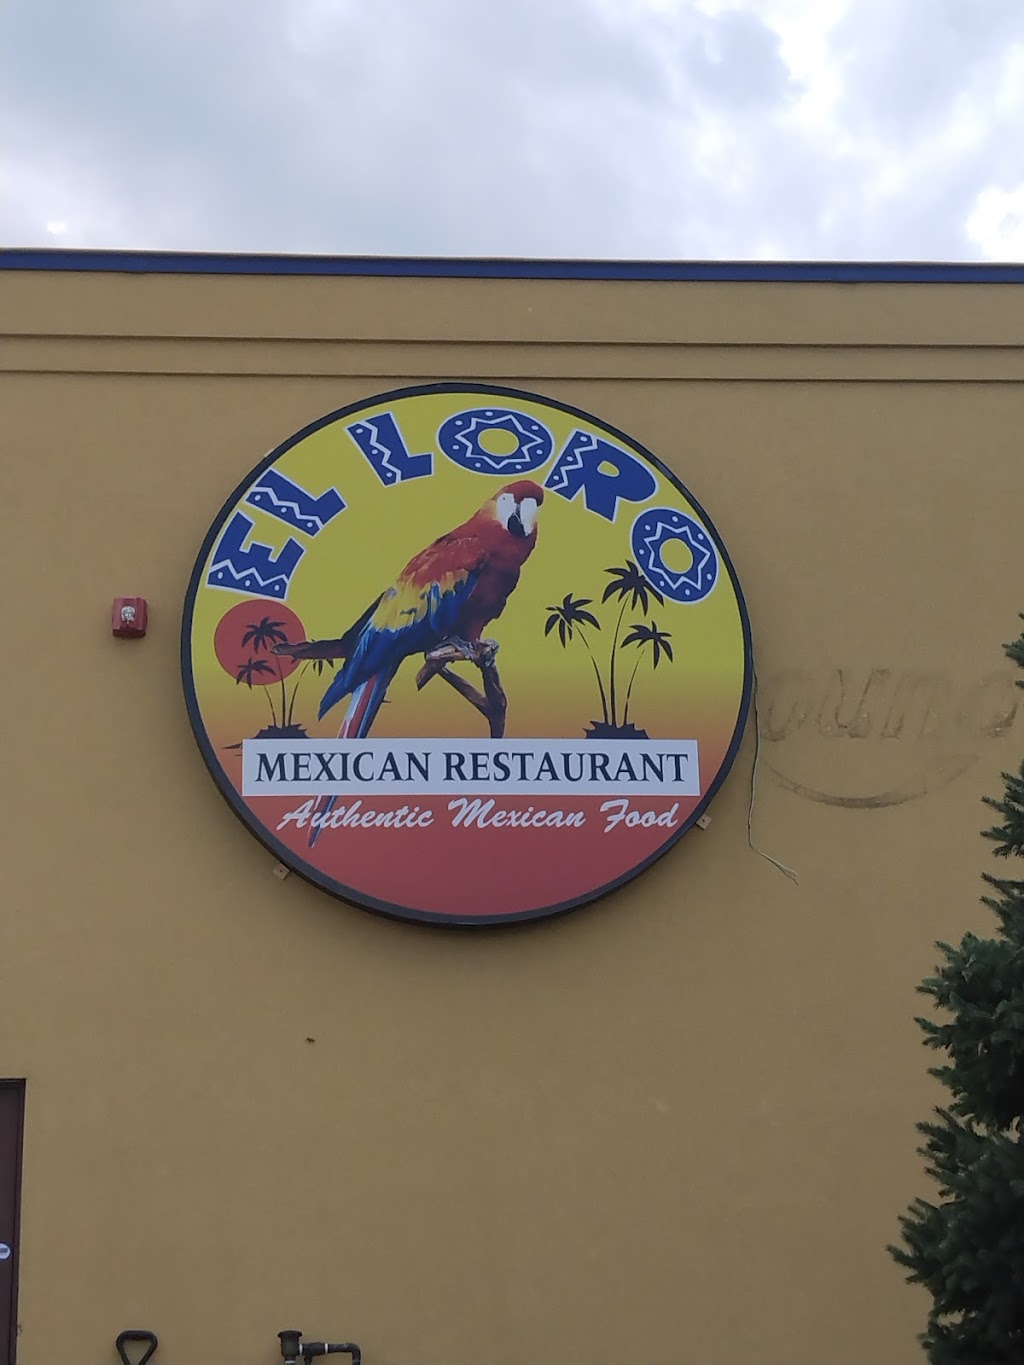 EL LORO
MEXICAN RESTAURANT
Authentic Mexican Food